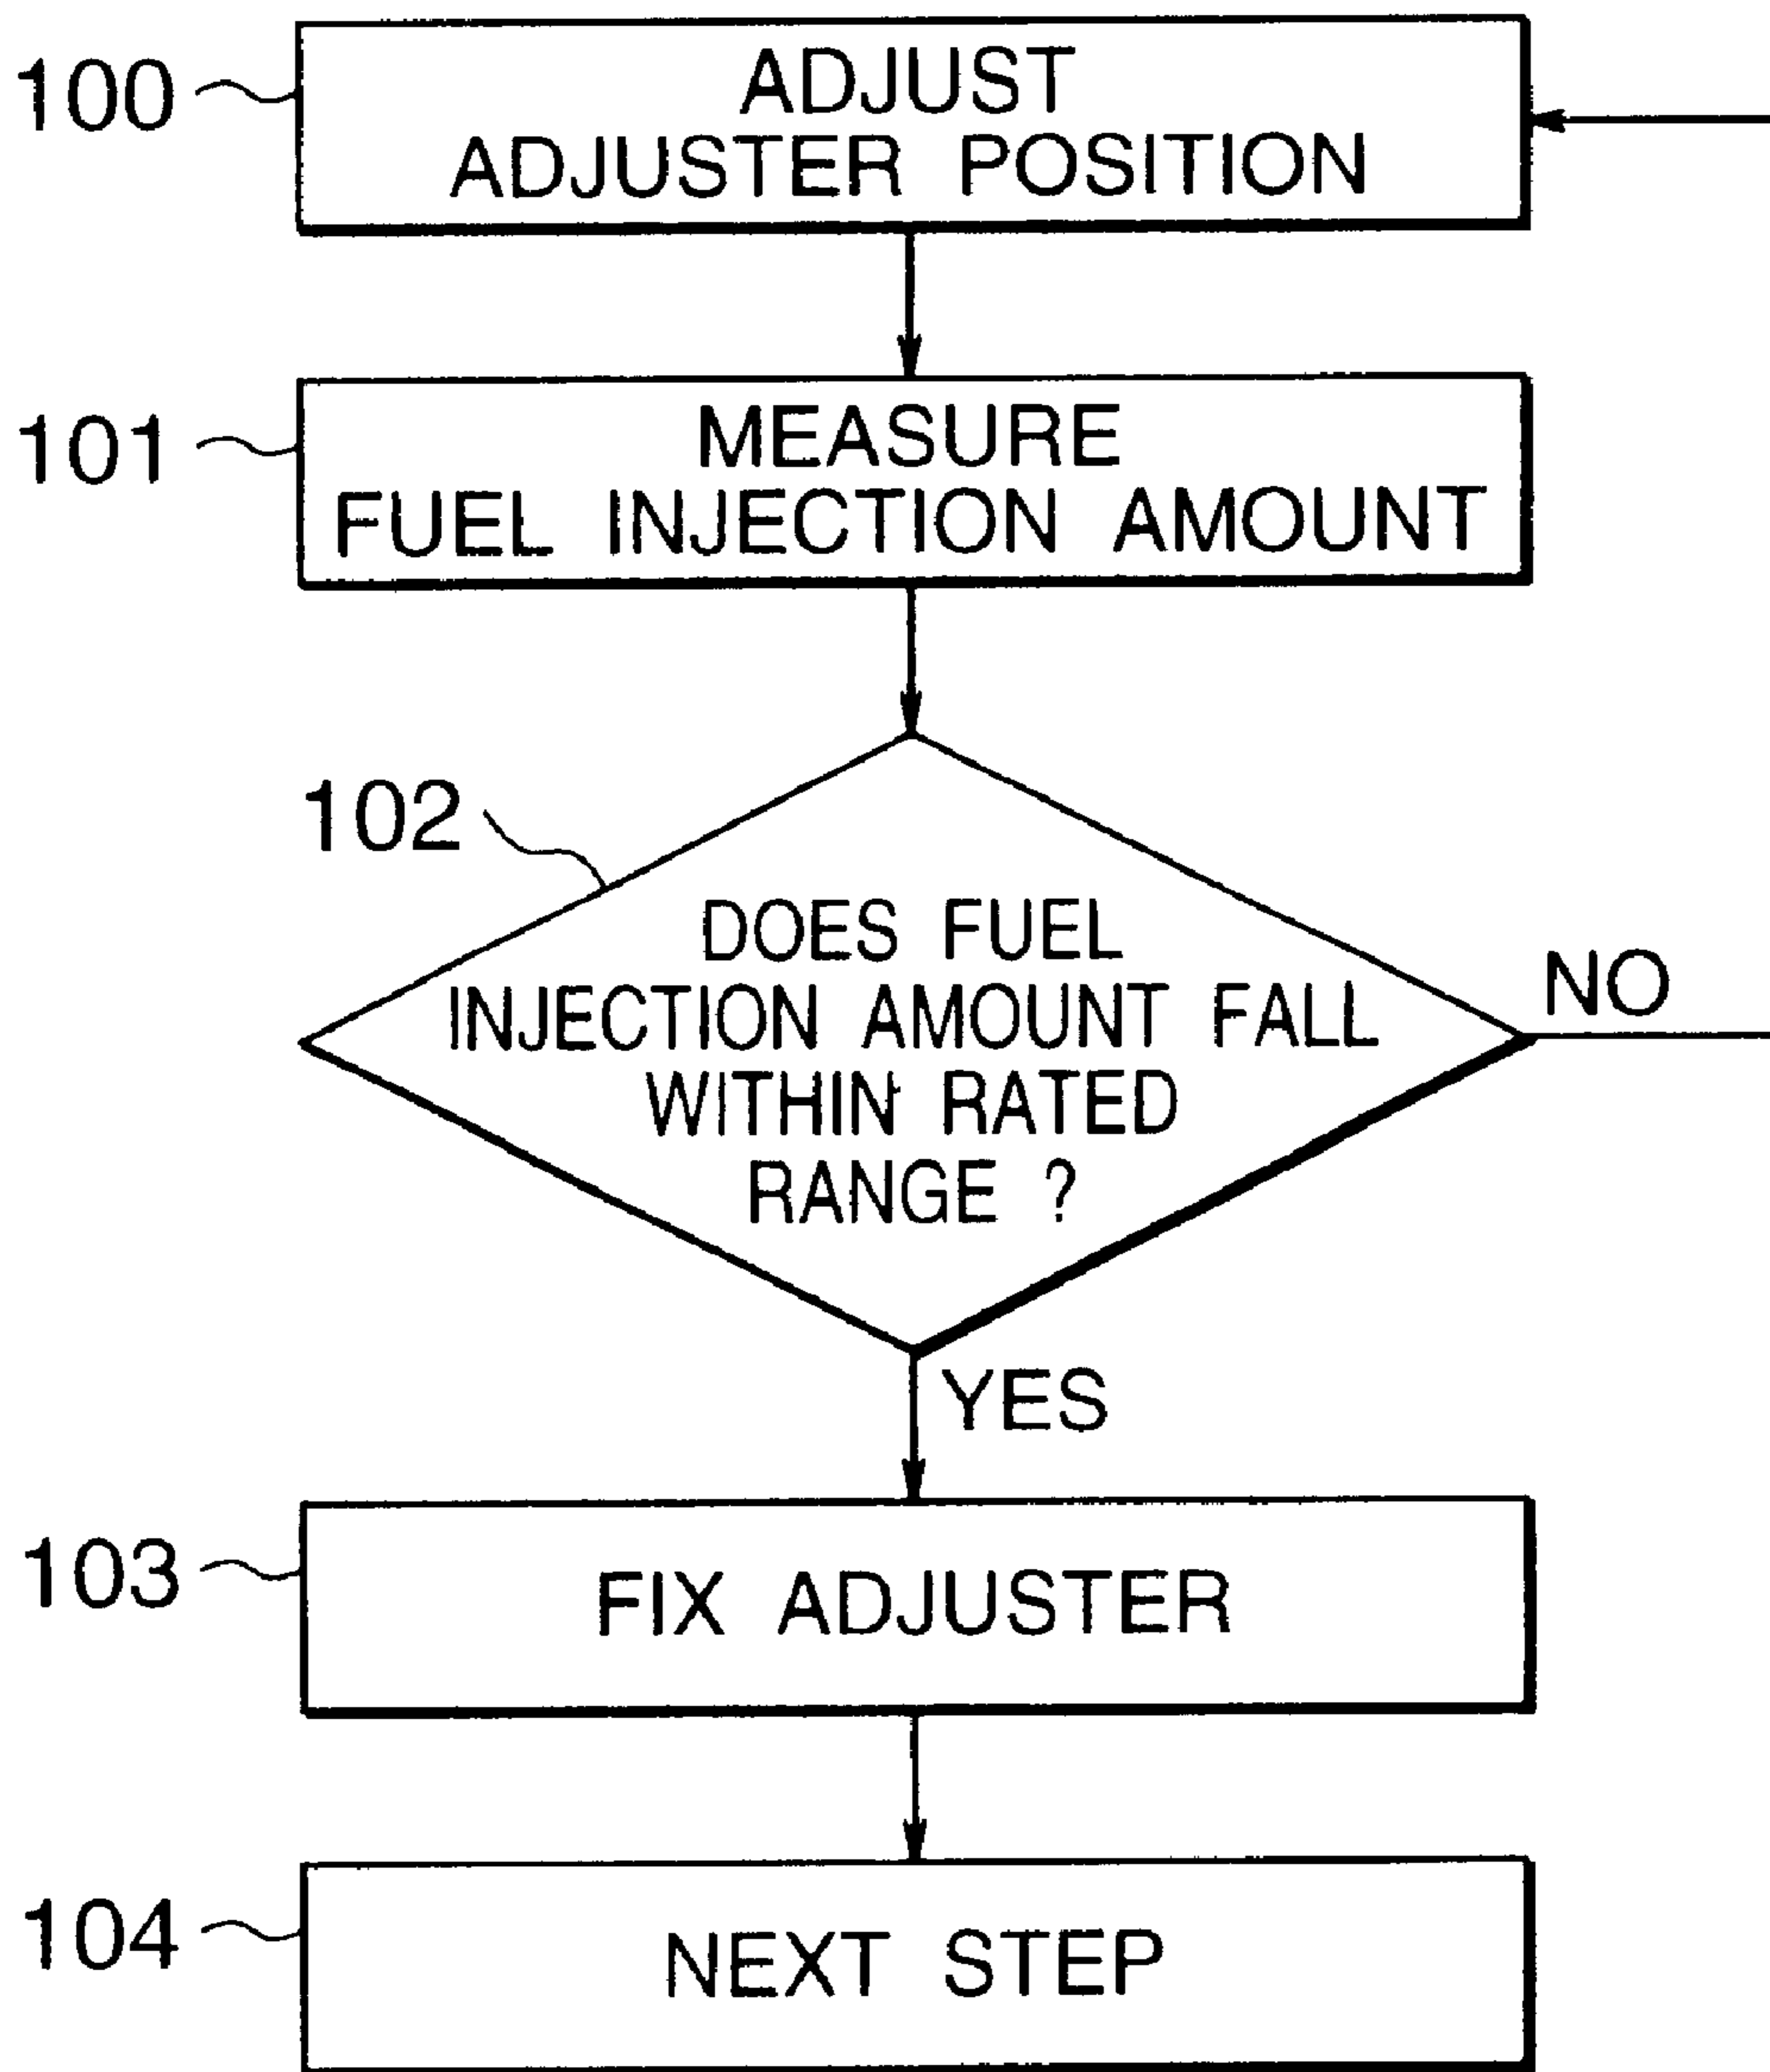 100
ADJUST
ADJUSTER POSITION
101
MEASURE
FUEL INJECTION AMOUNT
102
DOES FUEL
INJECTION AMOUNT FALL
WITHIN RATED
RANGE ?
NO
YES
103
FIX ADJUSTER
104
NEXT STEP